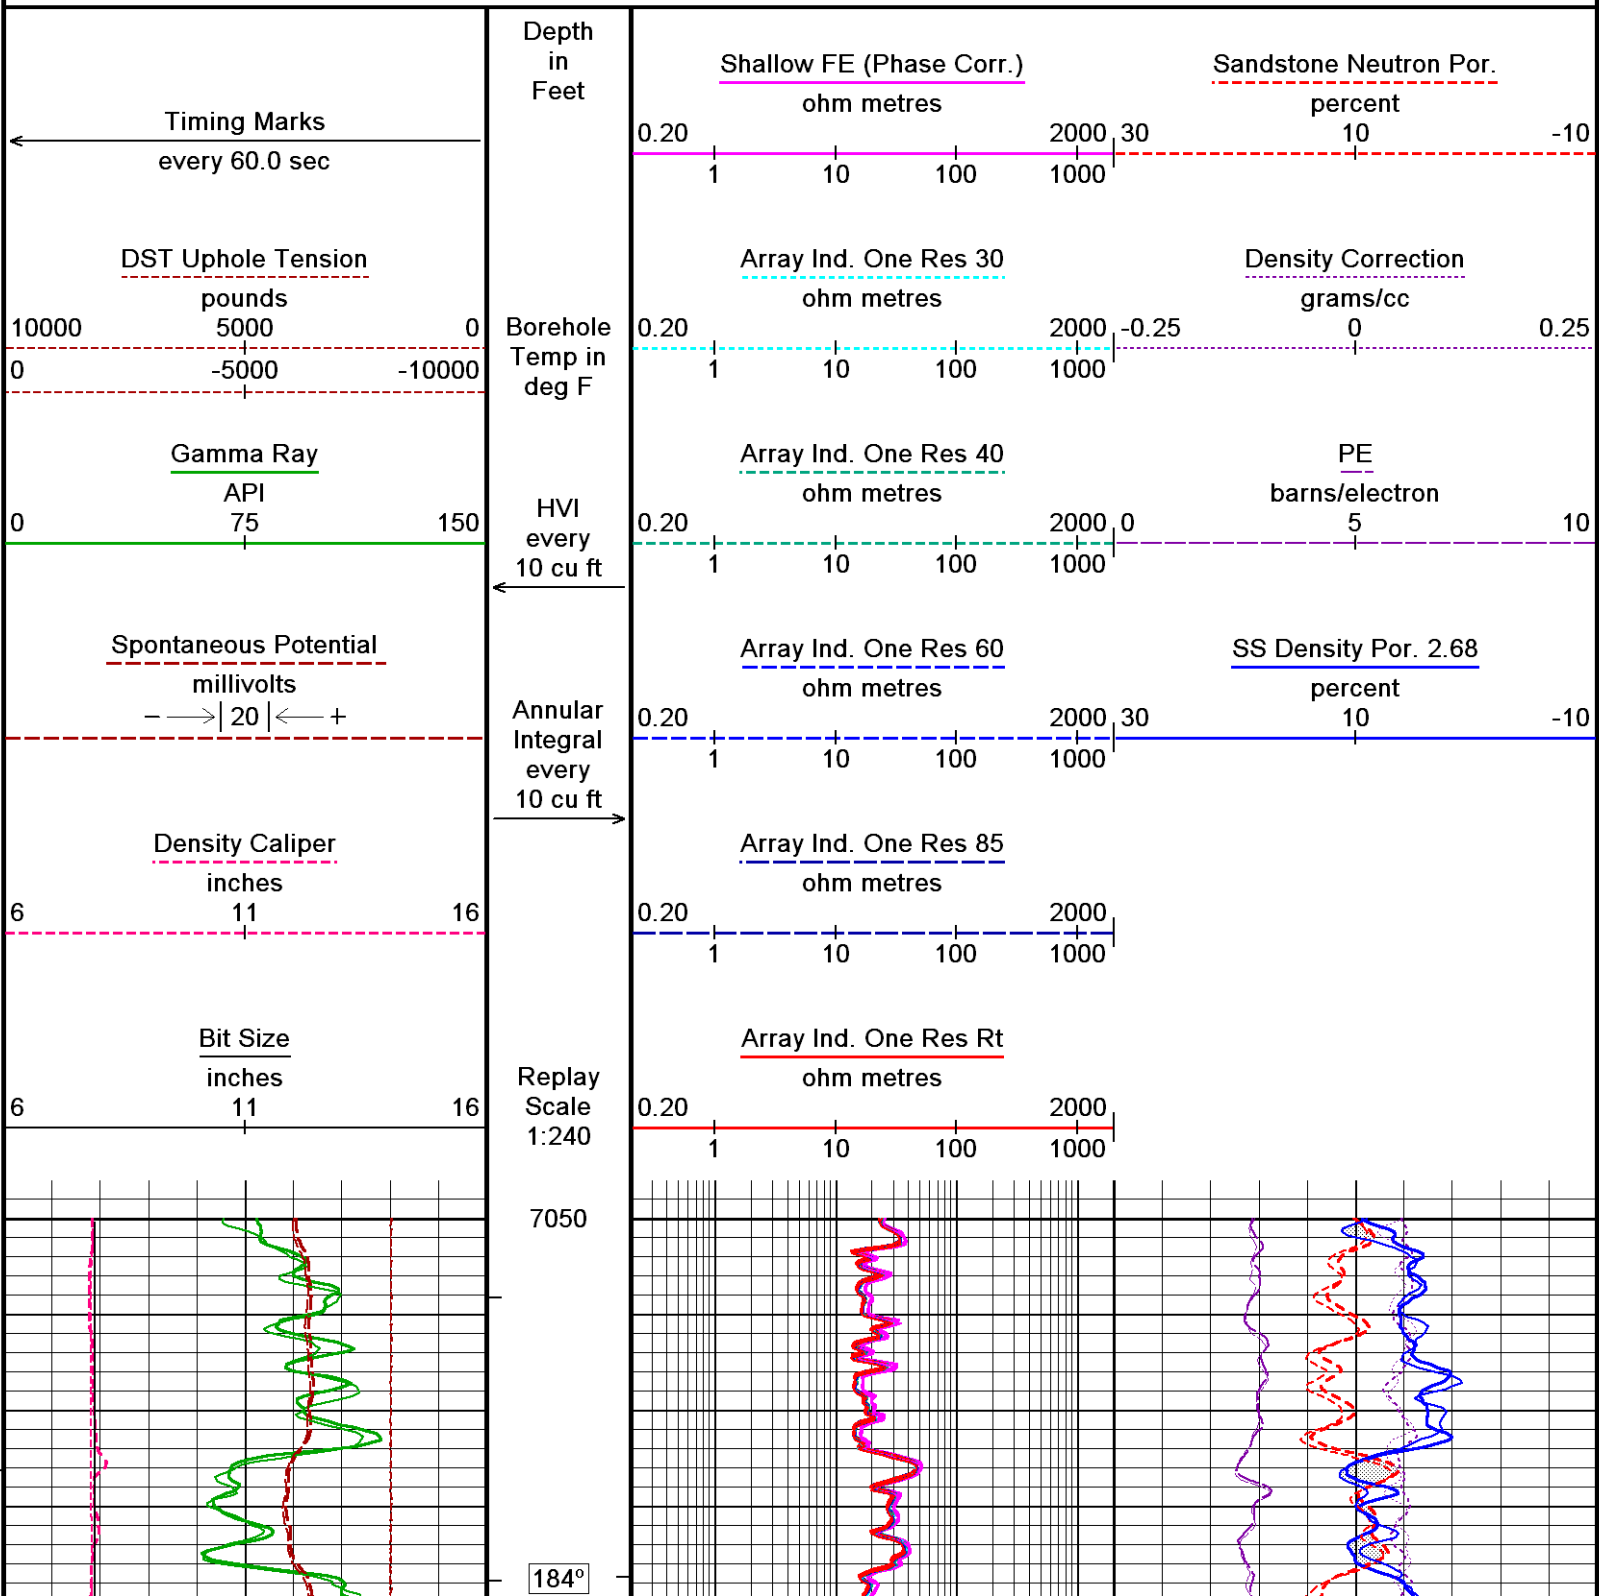 Timing Marks
every 60.0 sec
DST Uphole Tension
pounds
10000 5000 0
0 -5000 -10000
Gamma Ray
API
0 75 150
Spontaneous Potential
millivolts
− 20 +
Density Caliper
inches
6 11 16
Bit Size
inches
6 11 16
Depth
in
Feet
Borehole
Temp in
deg F
HVI
every
10 cu ft
Annular
Integral
every
10 cu ft
Replay
Scale
1:240
7050
184°
Shallow FE (Phase Corr.)
ohm metres
0.20 2000
1 10 100 1000
Array Ind. One Res 30
ohm metres
0.20 2000
1 10 100 1000
Array Ind. One Res 40
ohm metres
0.20 2000
1 10 100 1000
Array Ind. One Res 60
ohm metres
0.20 2000
1 10 100 1000
Array Ind. One Res 85
ohm metres
0.20 2000
1 10 100 1000
Array Ind. One Res Rt
ohm metres
0.20 2000
1 10 100 1000
Sandstone Neutron Por.
percent
30 10 -10
Density Correction
grams/cc
-0.25 0 0.25
PE
barns/electron
0 5 10
SS Density Por. 2.68
percent
30 10 -10